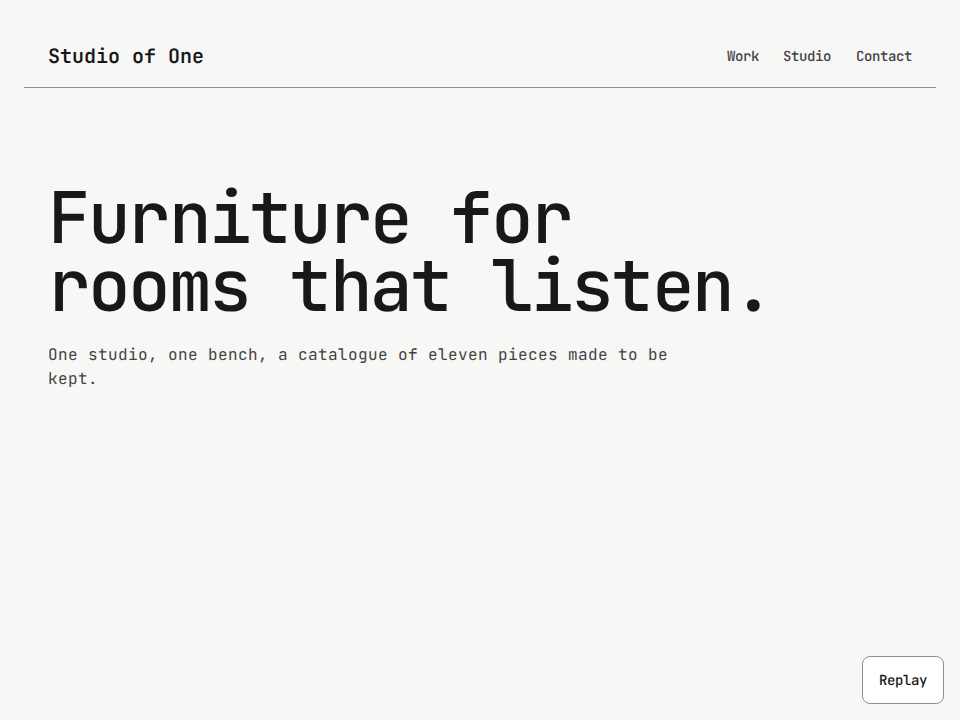 Studio of One
Work Studio Contact
Furniture for
rooms that listen.
One studio, one bench, a catalogue of eleven pieces made to be
kept.
Replay